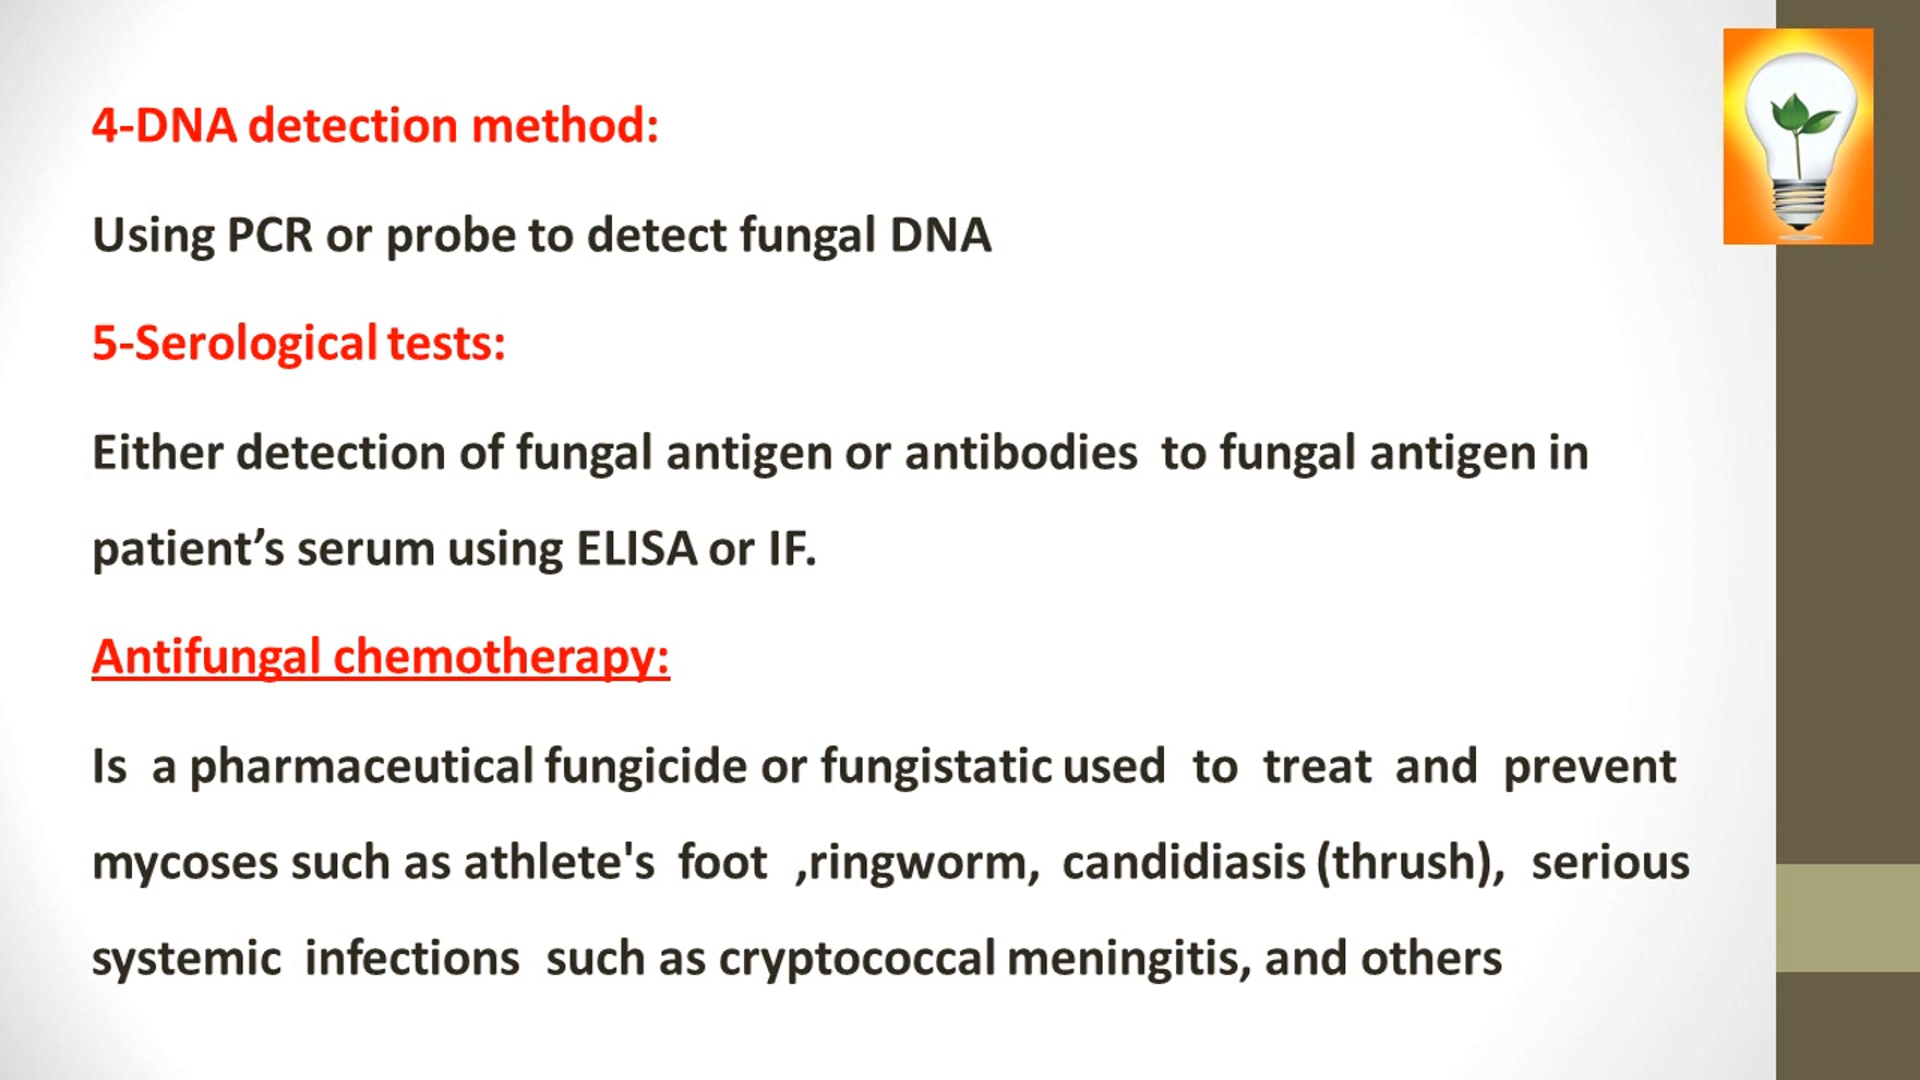 4-DNA detection method:
Using PCR or probe to detect fungal DNA
5-Serological tests:
Either detection of fungal antigen or antibodies  to fungal antigen in
patient’s serum using ELISA or IF.
Antifungal chemotherapy:
Is  a pharmaceutical fungicide or fungistatic used  to  treat  and  prevent
mycoses such as athlete's  foot  ,ringworm,  candidiasis (thrush),  serious
systemic  infections  such as cryptococcal meningitis, and others